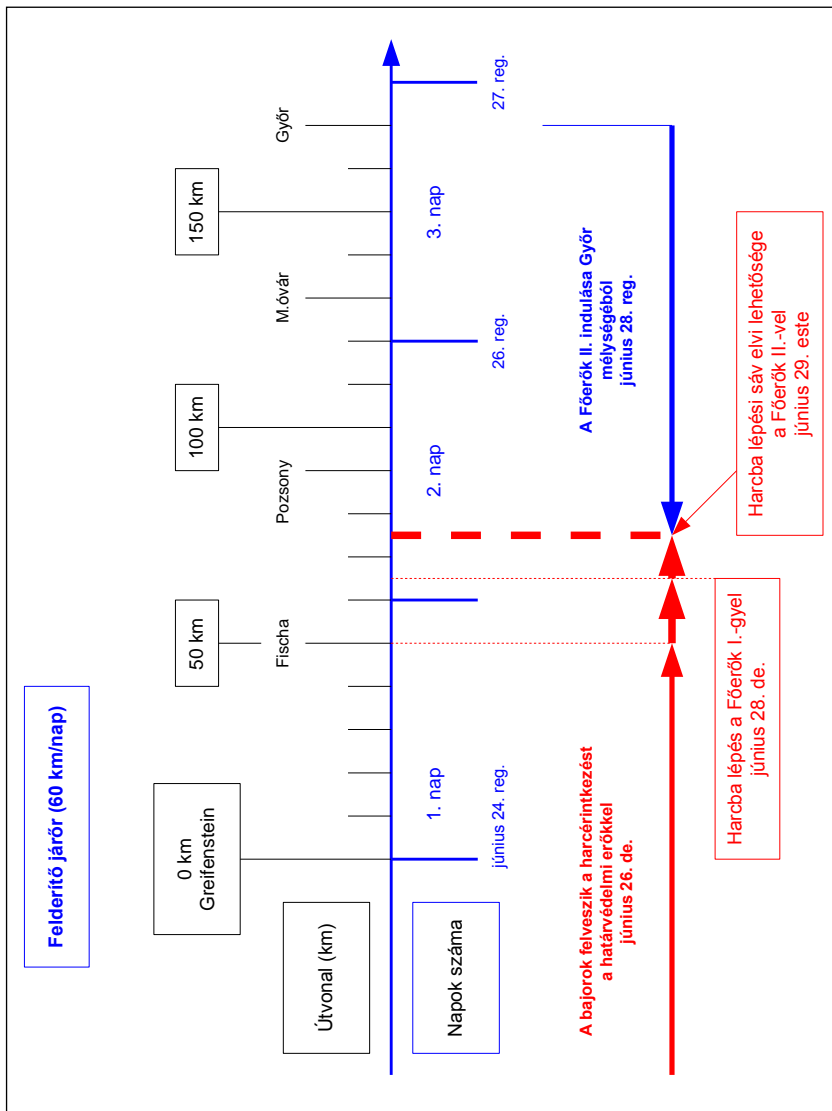 Felderítő járőr (60 km/nap)
0 km
Greifenstein
50 km
100 km
150 km
Fischa
Pozsony
M.óvár
Győr
Útvonal (km)
Napok száma
1. nap
2. nap
3. nap
június 24. reg.
26. reg.
27. reg.
A bajorok felveszik a harcérintkezést
a határvédelmi erőkkel
június 26. de.
A Főerők II. indulása Győr
mélységéből
június 28. reg.
Harcba lépés a Főerők I.-gyel
június 28. de.
Harcba lépési sáv elvi lehetősége
a Főerők II.-vel
június 29. este